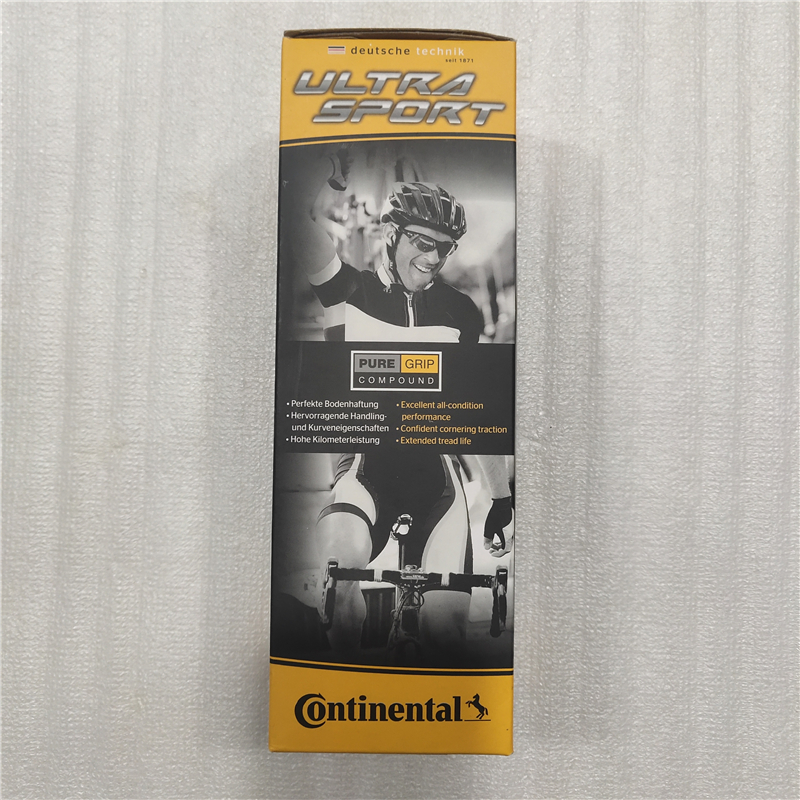 deutsche technik
seit 1871
ULTRA
SPORT
PURE GRIP
COMPOUND
• Perfekte Bodenhaftung
• Hervorragende Handling-
und Kurveneigenschaften
• Hohe Kilometerleistung
• Excellent all-condition
performance
• Confident cornering traction
• Extended tread life
Continental